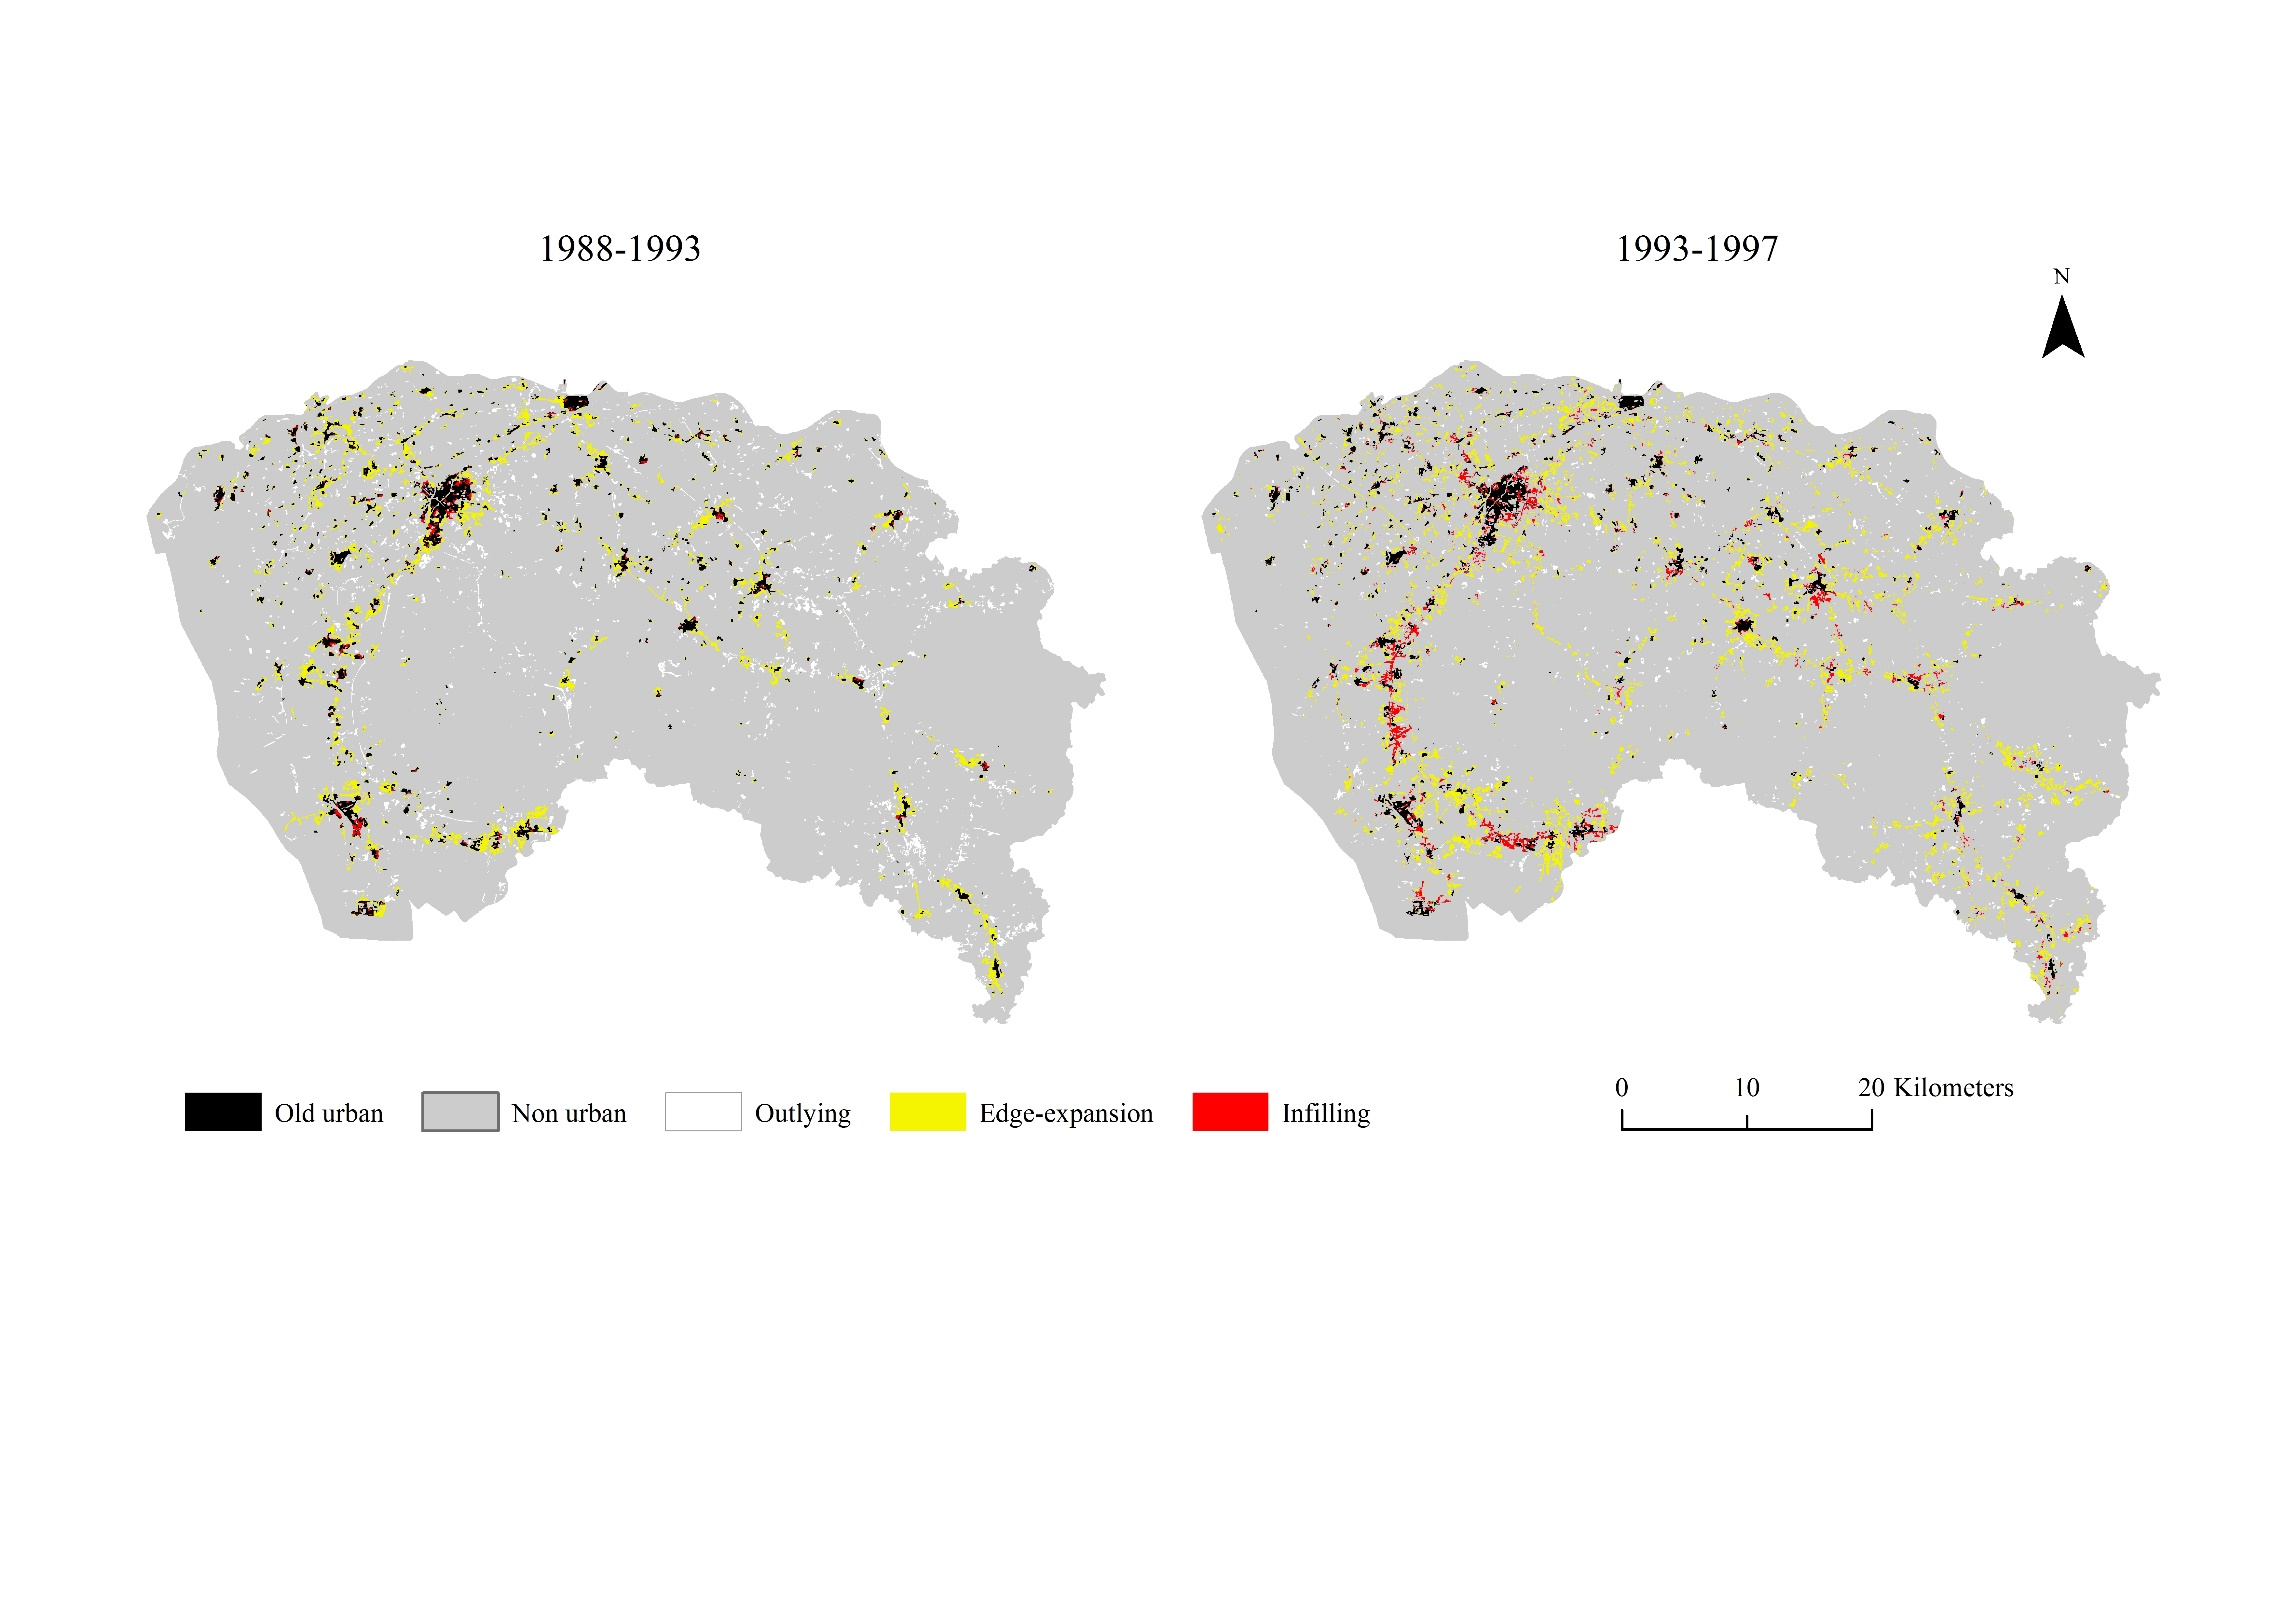 1988-1993
1993-1997
N
Old urban
Non urban
Outlying
Edge-expansion
Infilling
0 10 20 Kilometers